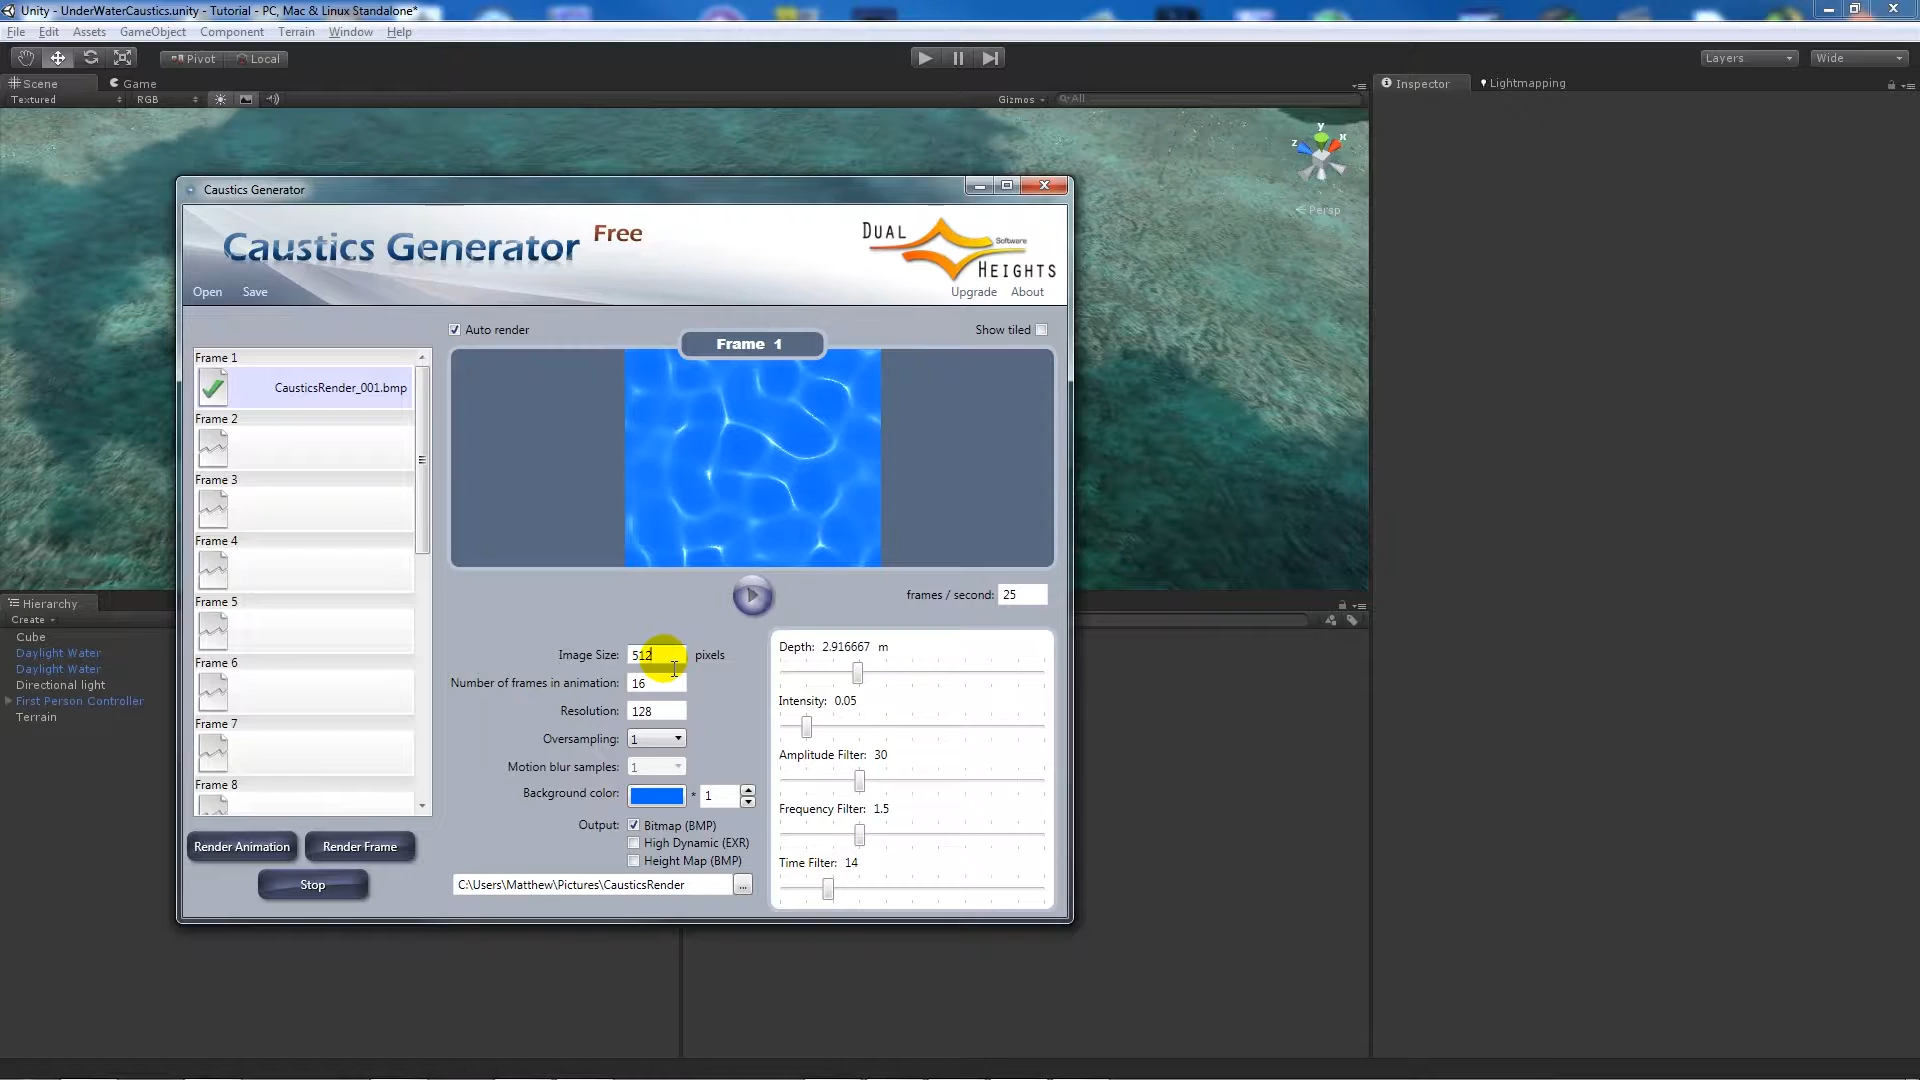 Unity - UnderWaterCaustics.unity - Tutorial - PC, Mac & Linux Standalone*
File Edit Assets GameObject Component Terrain Window Help
Pivot Local Layers Wide
Scene Game Inspector Lightmapping
Textured RGB Gizmos All
y
z x
Persp
Caustics Generator
Caustics Generator Free
DUAL Software HEIGHTS
Open Save Upgrade About
Auto render Show tiled
Frame 1
Frame 1
CausticsRender_001.bmp
Frame 2
Frame 3
Frame 4
Frame 5
Frame 6
Frame 7
Frame 8
frames / second: 25
Image Size: 512 pixels
Number of frames in animation: 16
Resolution: 128
Oversampling: 1
Motion blur samples: 1
Background color: * 1
Output: Bitmap (BMP)
High Dynamic (EXR)
Height Map (BMP)
C:\Users\Matthew\Pictures\CausticsRender ...
Depth: 2.916667 m
Intensity: 0.05
Amplitude Filter: 30
Frequency Filter: 1.5
Time Filter: 14
Render Animation Render Frame
Stop
Hierarchy
Create
Cube
Daylight Water
Daylight Water
Directional light
First Person Controller
Terrain